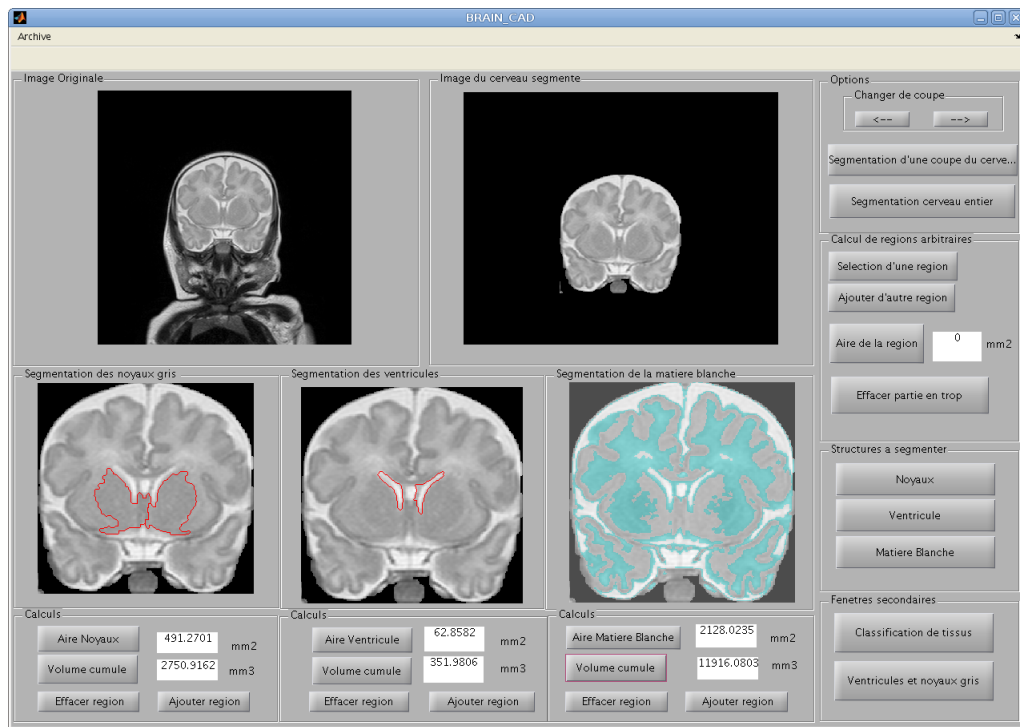 BRAIN_CAD
Archive
Image Originale
Image du cerveau segmente
Options
Changer de coupe
<--
-->
Segmentation d'une coupe du cerve...
Segmentation cerveau entier
Calcul de regions arbitraires
Selection d'une region
Ajouter d'autre region
Aire de la region
0
mm2
Effacer partie en trop
Segmentation des noyaux gris
Segmentation des ventricules
Segmentation de la matiere blanche
Structures a segmenter
Noyaux
Ventricule
Matiere Blanche
Calculs
Aire Noyaux
491.2701
mm2
Volume cumule
2750.9162
mm3
Effacer region
Ajouter region
Calculs
Aire Ventricule
62.8582
mm2
Volume cumule
351.9806
mm3
Effacer region
Ajouter region
Calculs
Aire Matiere Blanche
2128.0235
mm2
Volume cumule
11916.0803
mm3
Effacer region
Ajouter region
Fenetres secondaires
Classification de tissus
Ventricules et noyaux gris